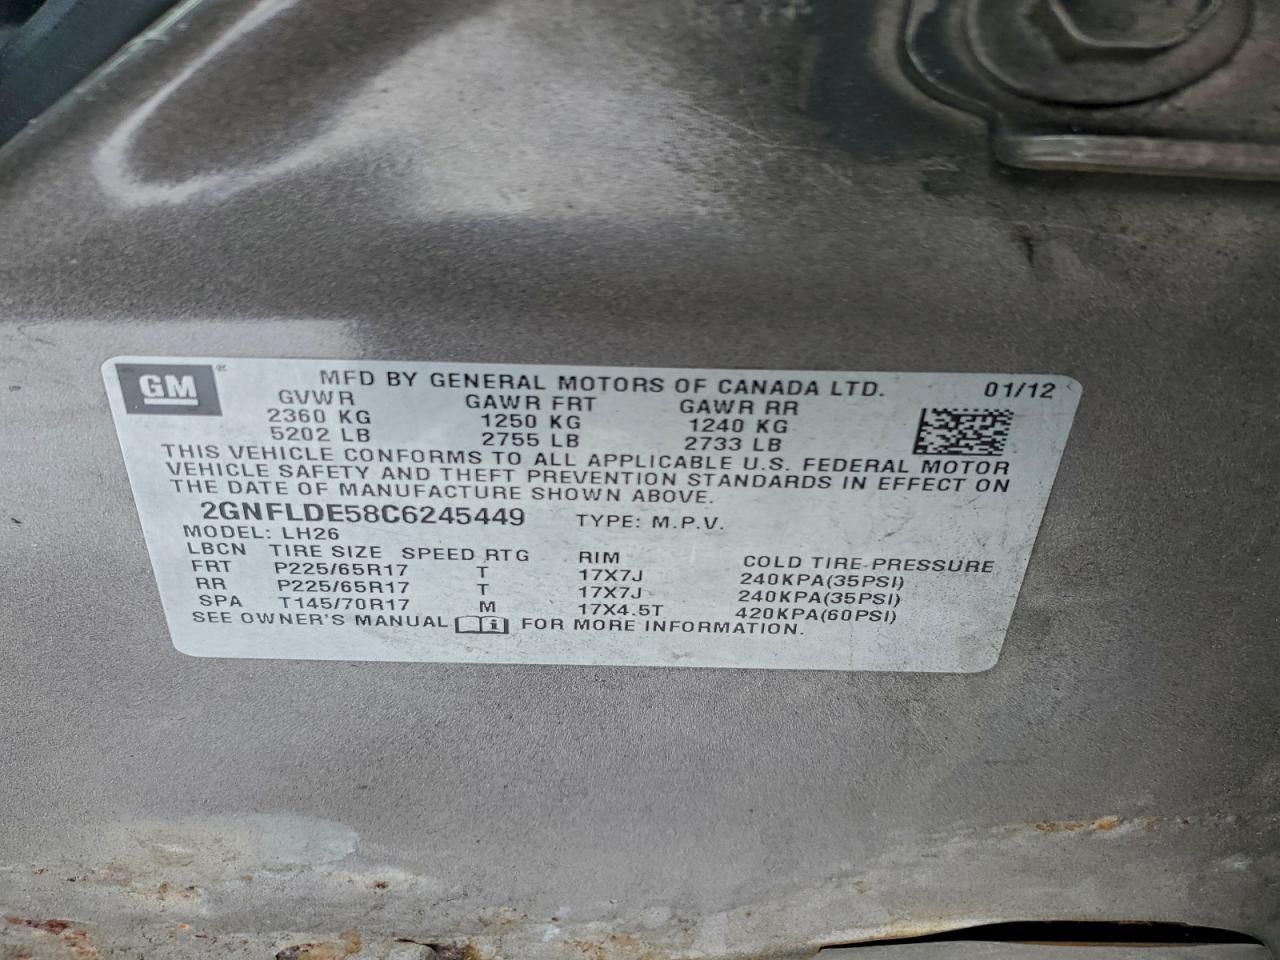 GM ®
MFD BY GENERAL MOTORS OF CANADA LTD. 01/12
GVWR GAWR FRT GAWR RR
2360 KG 1250 KG 1240 KG
5202 LB 2755 LB 2733 LB
THIS VEHICLE CONFORMS TO ALL APPLICABLE U.S. FEDERAL MOTOR
VEHICLE SAFETY AND THEFT PREVENTION STANDARDS IN EFFECT ON
THE DATE OF MANUFACTURE SHOWN ABOVE.
2GNFLDE58C6245449 TYPE: M.P.V.
MODEL: LH26
LBCN TIRE SIZE SPEED RTG RIM COLD TIRE PRESSURE
FRT P225/65R17 T 17X7J 240KPA(35PSI)
RR P225/65R17 T 17X7J 240KPA(35PSI)
SPA T145/70R17 M 17X4.5T 420KPA(60PSI)
SEE OWNER'S MANUAL FOR MORE INFORMATION.